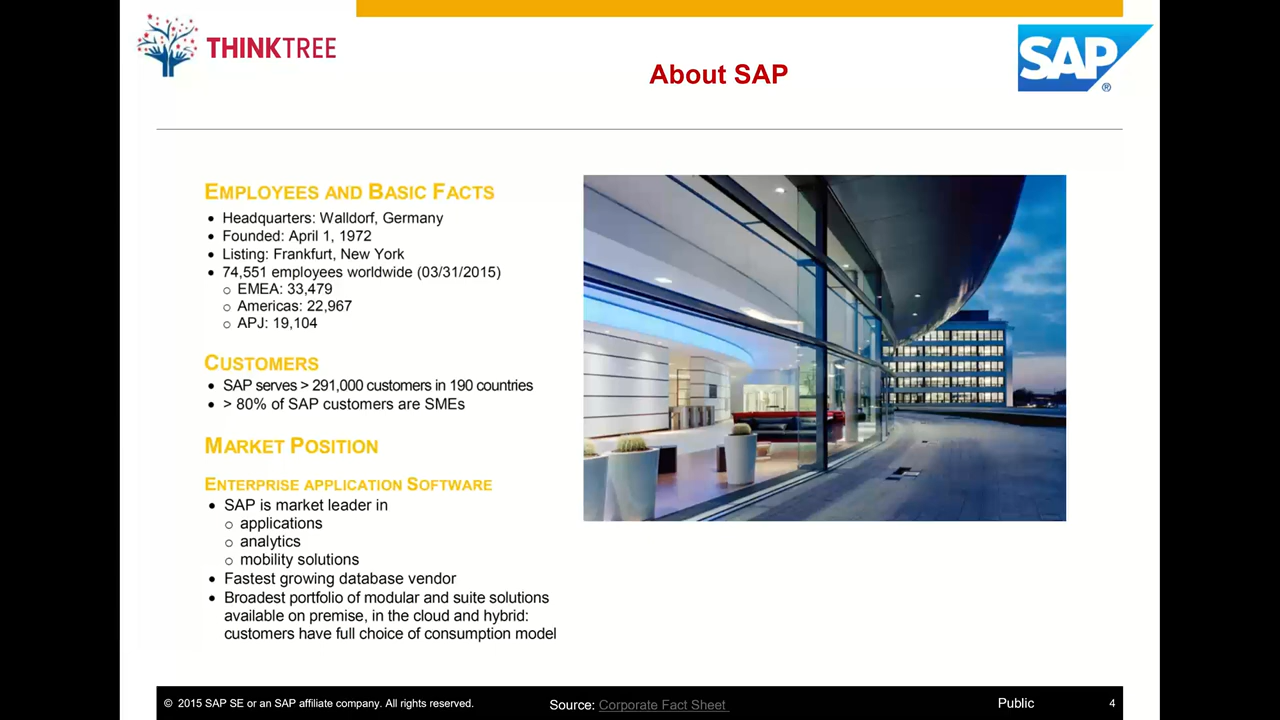 THINKTREE
About SAP
SAP
®
EMPLOYEES AND BASIC FACTS
• Headquarters: Walldorf, Germany
• Founded: April 1, 1972
• Listing: Frankfurt, New York
• 74,551 employees worldwide (03/31/2015)
o EMEA: 33,479
o Americas: 22,967
o APJ: 19,104
CUSTOMERS
• SAP serves > 291,000 customers in 190 countries
• > 80% of SAP customers are SMEs
MARKET POSITION
ENTERPRISE APPLICATION SOFTWARE
• SAP is market leader in
o applications
o analytics
o mobility solutions
• Fastest growing database vendor
• Broadest portfolio of modular and suite solutions
available on premise, in the cloud and hybrid:
customers have full choice of consumption model
© 2015 SAP SE or an SAP affiliate company. All rights reserved.
Source: Corporate Fact Sheet
Public
4